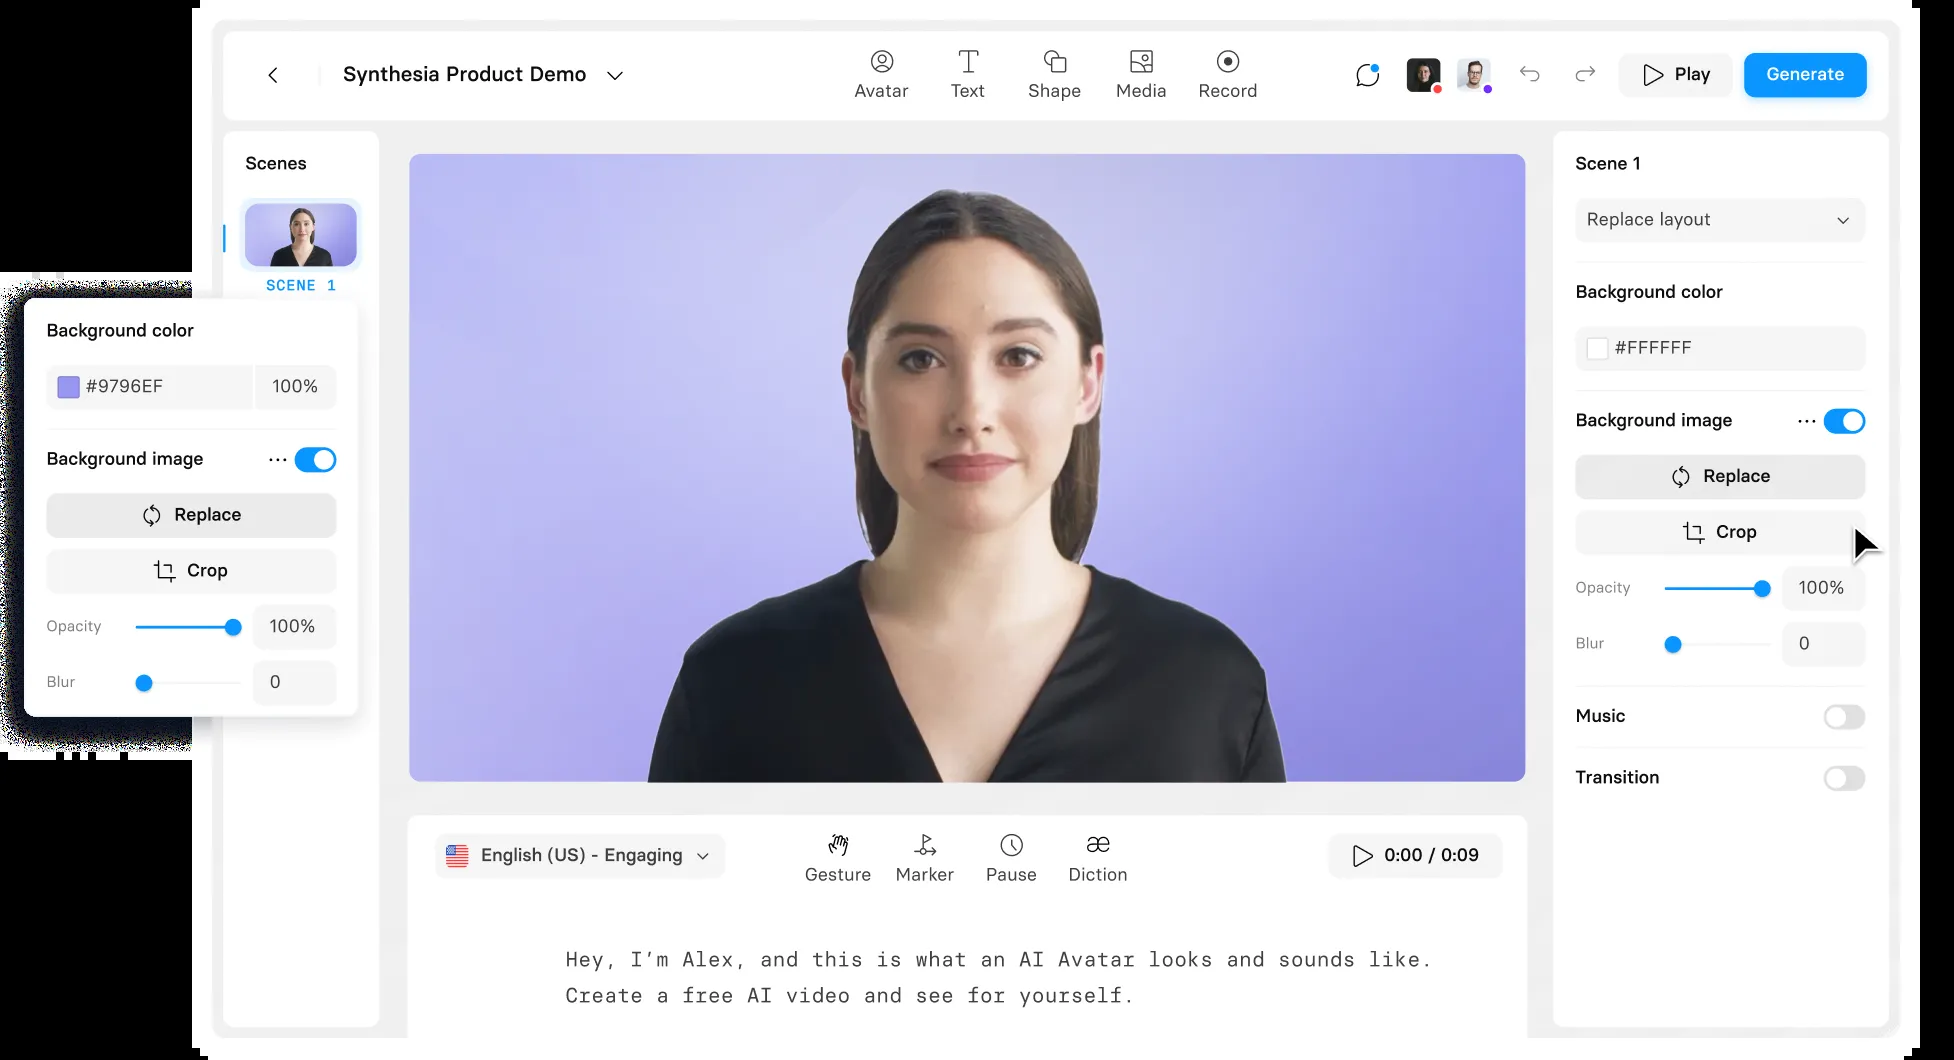 Synthesia Product Demo
Avatar
Text
Shape
Media
Record
Play
Generate
Scenes
SCENE 1
Background color
#9796EF
100%
Background image
Replace
Crop
Opacity
100%
Blur
0
English (US) - Engaging
Gesture
Marker
Pause
Diction
0:00 / 0:09
Hey, I’m Alex, and this is what an AI Avatar looks and sounds like.
Create a free AI video and see for yourself.
Scene 1
Replace layout
Background color
#FFFFFF
Background image
Replace
Crop
Opacity
100%
Blur
0
Music
Transition